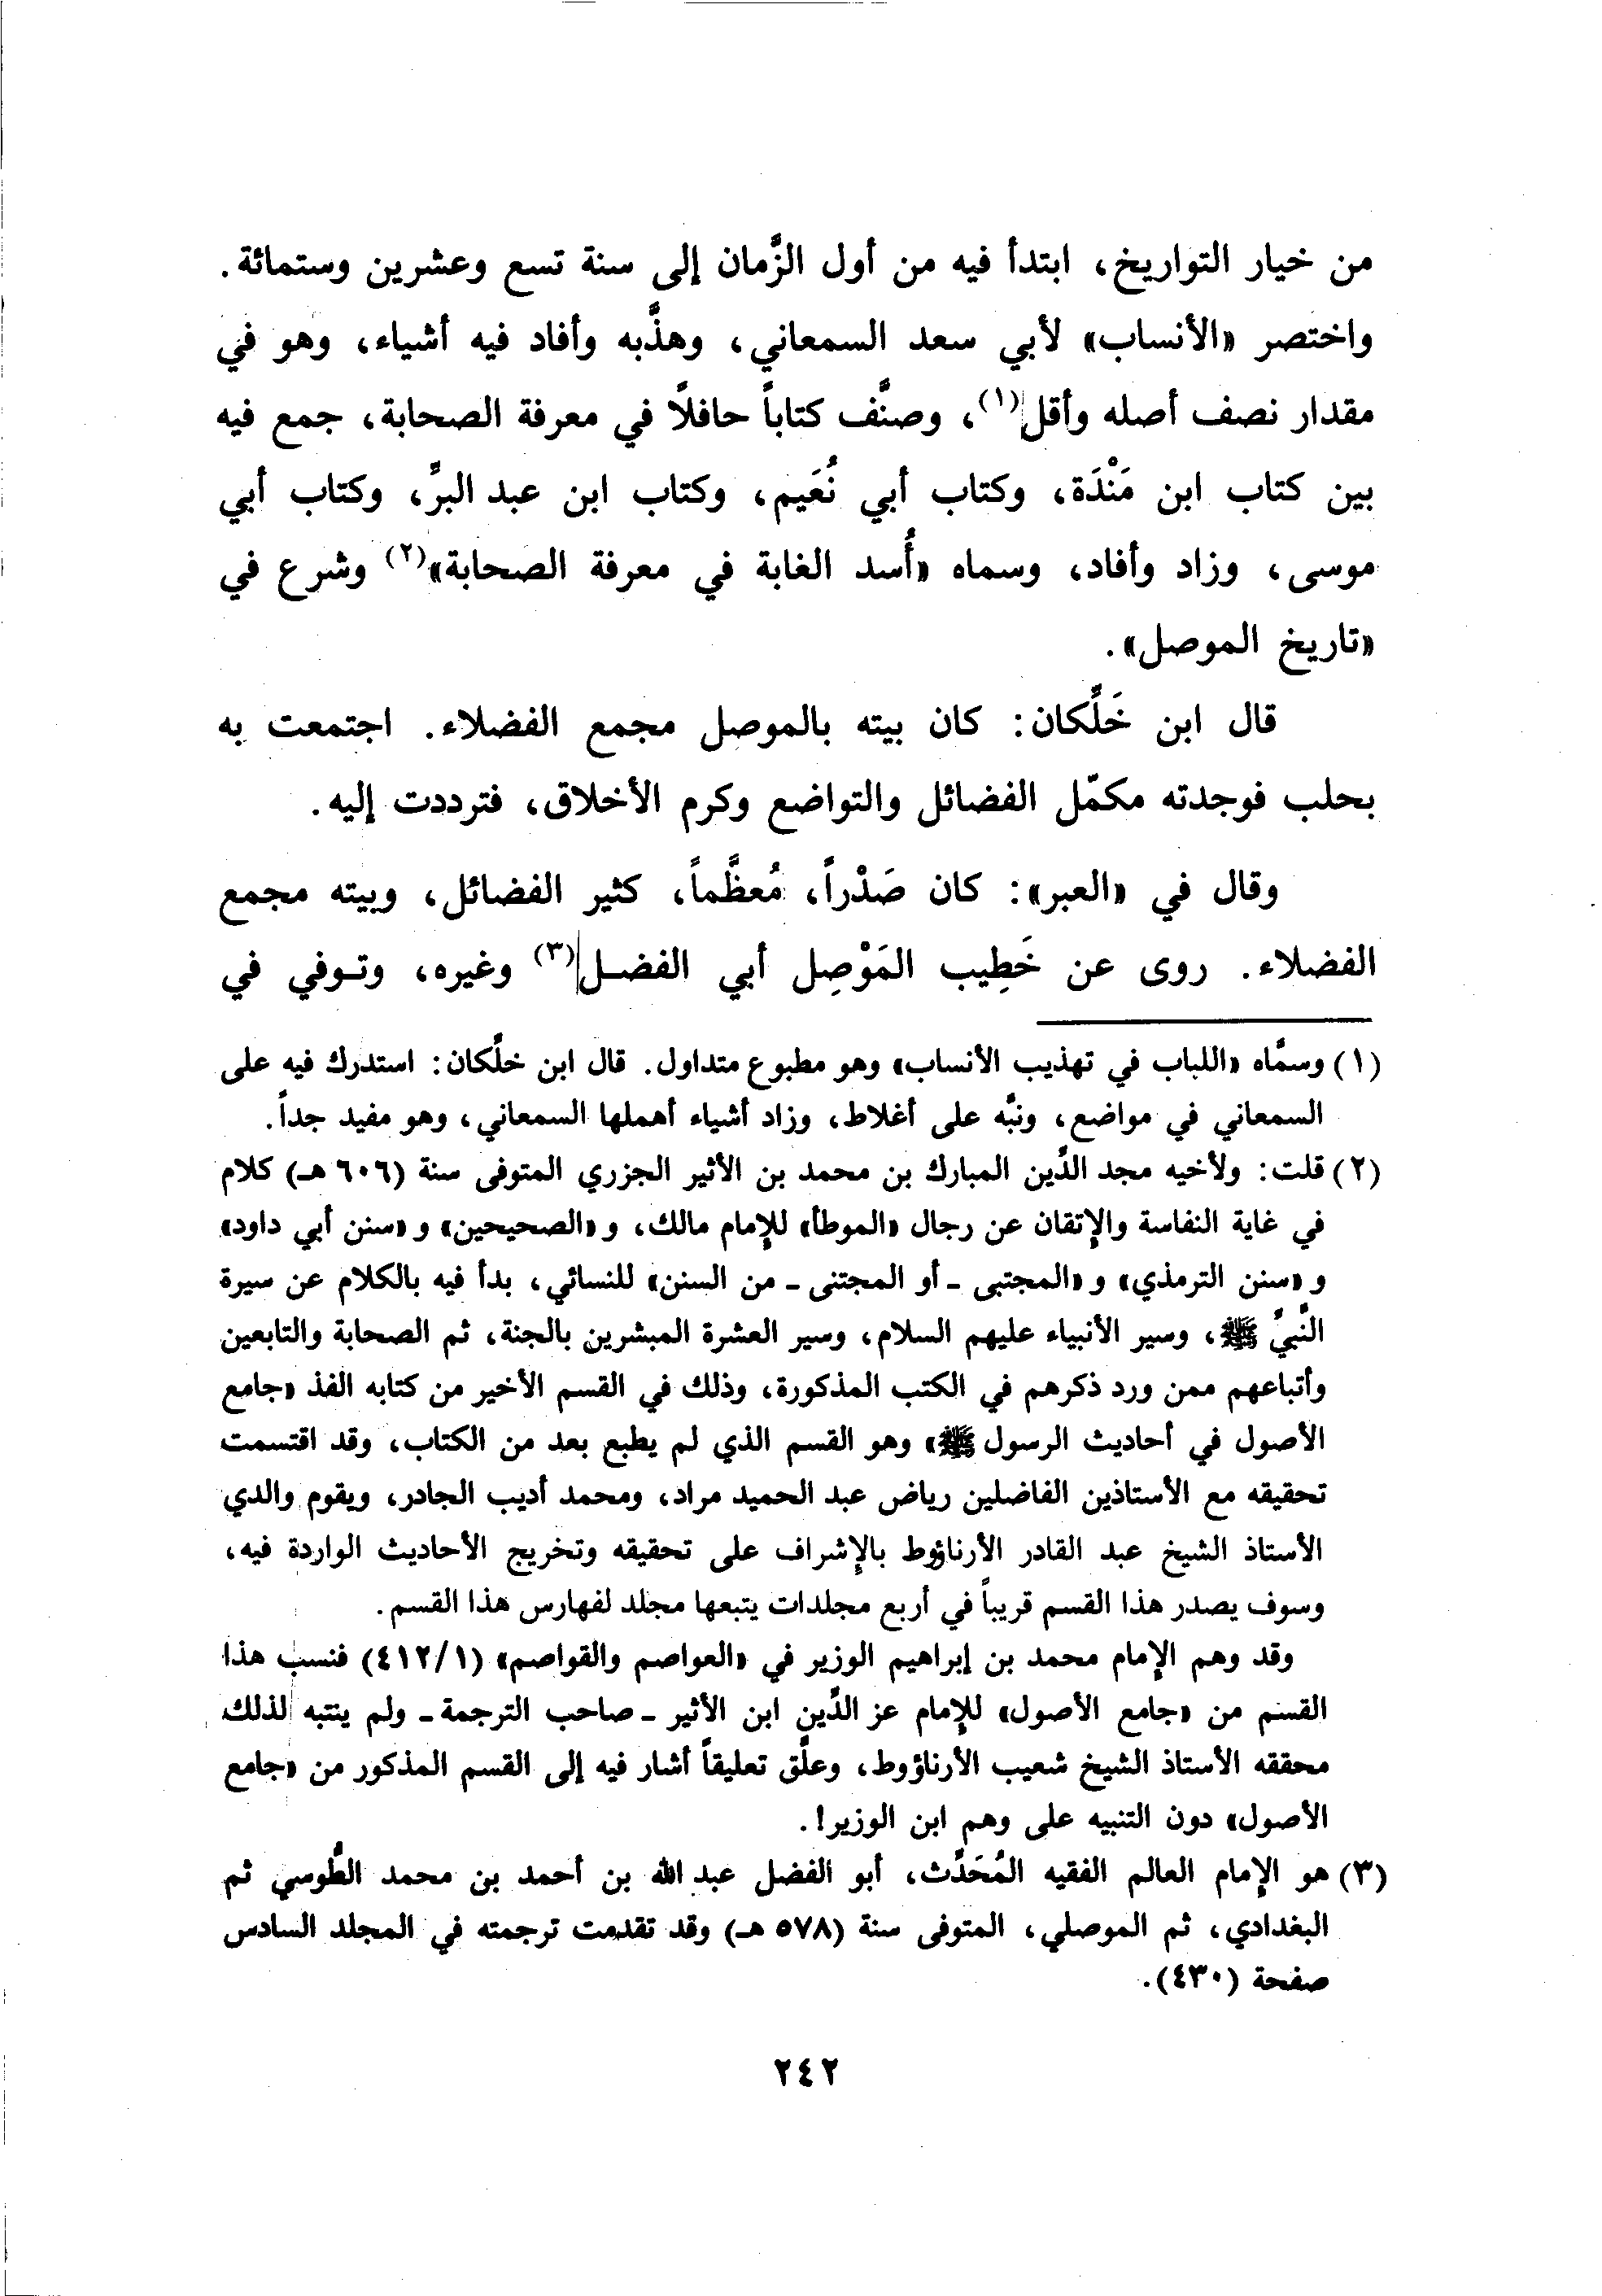 من خيار التواريخ، ابتدأ فيه من أول الزَّمان إلى سنة تسع وعشرين وستمائة.
واختصر «الأنساب» لأبي سعد السمعاني، وهذَّبه وأفاد فيه أشياء، وهو في
مقدار نصف أصله وأقل(١)، وصنَّف كتاباً حافلًا في معرفة الصحابة، جمع فيه
بين كتاب ابن مَنْدَة، وكتاب أبي نُعَيم، وكتاب ابن عبد البرِّ، وكتاب أبي
موسى، وزاد وأفاد، وسماه «أُسد الغابة في معرفة الصحابة»(٢) وشرع في
«تاريخ الموصل».
قال ابن خَلِّكان: كان بيته بالموصل مجمع الفضلاء. اجتمعت به
بحلب فوجدته مكمّل الفضائل والتواضع وكرم الأخلاق، فترددت إليه.
وقال في «العبر»: كان صَدْراً، مُعظَّماً، كثير الفضائل، وبيته مجمع
الفضلاء. روى عن خَطِيب المَوْصِل أبي الفضل(٣) وغيره، وتوفي في
(١) وسمَّاه «اللباب في تهذيب الأنساب» وهو مطبوع متداول. قال ابن خلِّكان: استدرك فيه على
السمعاني في مواضع، ونبَّه على أغلاط، وزاد أشياء أهملها السمعاني، وهو مفيد جداً.
(٢) قلت: ولأخيه مجد الدِّين المبارك بن محمد بن الأثير الجزري المتوفى سنة (٦٠٦ هـ) كلام
في غاية النفاسة والإتقان عن رجال «الموطأ» للإمام مالك، و«الصحيحين» و«سنن أبي داود»
و«سنن الترمذي» و«المجتبى - أو المجتنى - من السنن» للنسائي، بدأ فيه بالكلام عن سيرة
النَّبيِّ ﷺ، وسير الأنبياء عليهم السلام، وسير العشرة المبشرين بالجنة، ثم الصحابة والتابعين
وأتباعهم ممن ورد ذكرهم في الكتب المذكورة، وذلك في القسم الأخير من كتابه الفذ «جامع
الأصول في أحاديث الرسول ﷺ» وهو القسم الذي لم يطبع بعد من الكتاب، وقد اقتسمت
تحقيقه مع الأستاذين الفاضلين رياض عبد الحميد مراد، ومحمد أديب الجادر، ويقوم والدي
الأستاذ الشيخ عبد القادر الأرناؤوط بالإشراف على تحقيقه وتخريج الأحاديث الواردة فيه،
وسوف يصدر هذا القسم قريباً في أربع مجلدات يتبعها مجلد لفهارس هذا القسم.
وقد وهم الإمام محمد بن إبراهيم الوزير في «العواصم والقواصم» (٤١٢/١) فنسب هذا
القسم من «جامع الأصول» للإمام عز الدِّين ابن الأثير - صاحب الترجمة - ولم ينتبه لذلك
محققه الأستاذ الشيخ شعيب الأرناؤوط، وعلَّق تعليقاً أشار فيه إلى القسم المذكور من «جامع
الأصول» دون التنبيه على وهم ابن الوزير!.
(٣) هو الإمام العالم الفقيه المُحَدِّث، أبو الفضل عبد الله بن أحمد بن محمد الطُّوسي ثم
البغدادي، ثم الموصلي، المتوفى سنة (٥٧٨ هـ) وقد تقدمت ترجمته في المجلد السادس
صفحة (٤٣٠).
٢٤٢